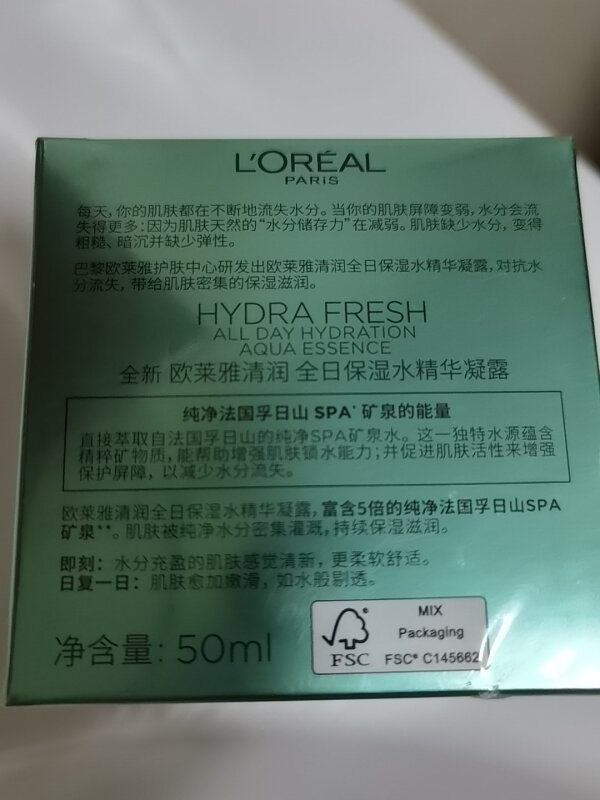 L'ORÉAL
PARIS
每天，你的肌肤都在不断地流失水分。当你的肌肤屏障变弱，水分会流
失得更多：因为肌肤天然的“水分储存力”在减弱。肌肤缺少水分，变得
粗糙、暗沉并缺少弹性。
巴黎欧莱雅护肤中心研发出欧莱雅清润全日保湿水精华凝露，对抗水
分流失，带给肌肤密集的保湿滋润。
HYDRA FRESH
ALL DAY HYDRATION
AQUA ESSENCE
全新 欧莱雅清润 全日保湿水精华凝露
纯净法国孚日山 SPA* 矿泉的能量
直接萃取自法国孚日山的纯净SPA矿泉水。这一独特水源蕴含
精粹矿物质，能帮助增强肌肤锁水能力；并促进肌肤活性来增强
保护屏障，以减少水分流失。
欧莱雅清润全日保湿水精华凝露，富含5倍的纯净法国孚日山SPA
矿泉**。肌肤被纯净水分密集灌溉，持续保湿滋润。
即刻：水分充盈的肌肤感觉清新，更柔软舒适。
日复一日：肌肤愈加嫩滑，如水般剔透。
净含量: 50ml
FSC
MIX
Packaging
FSC® C145662